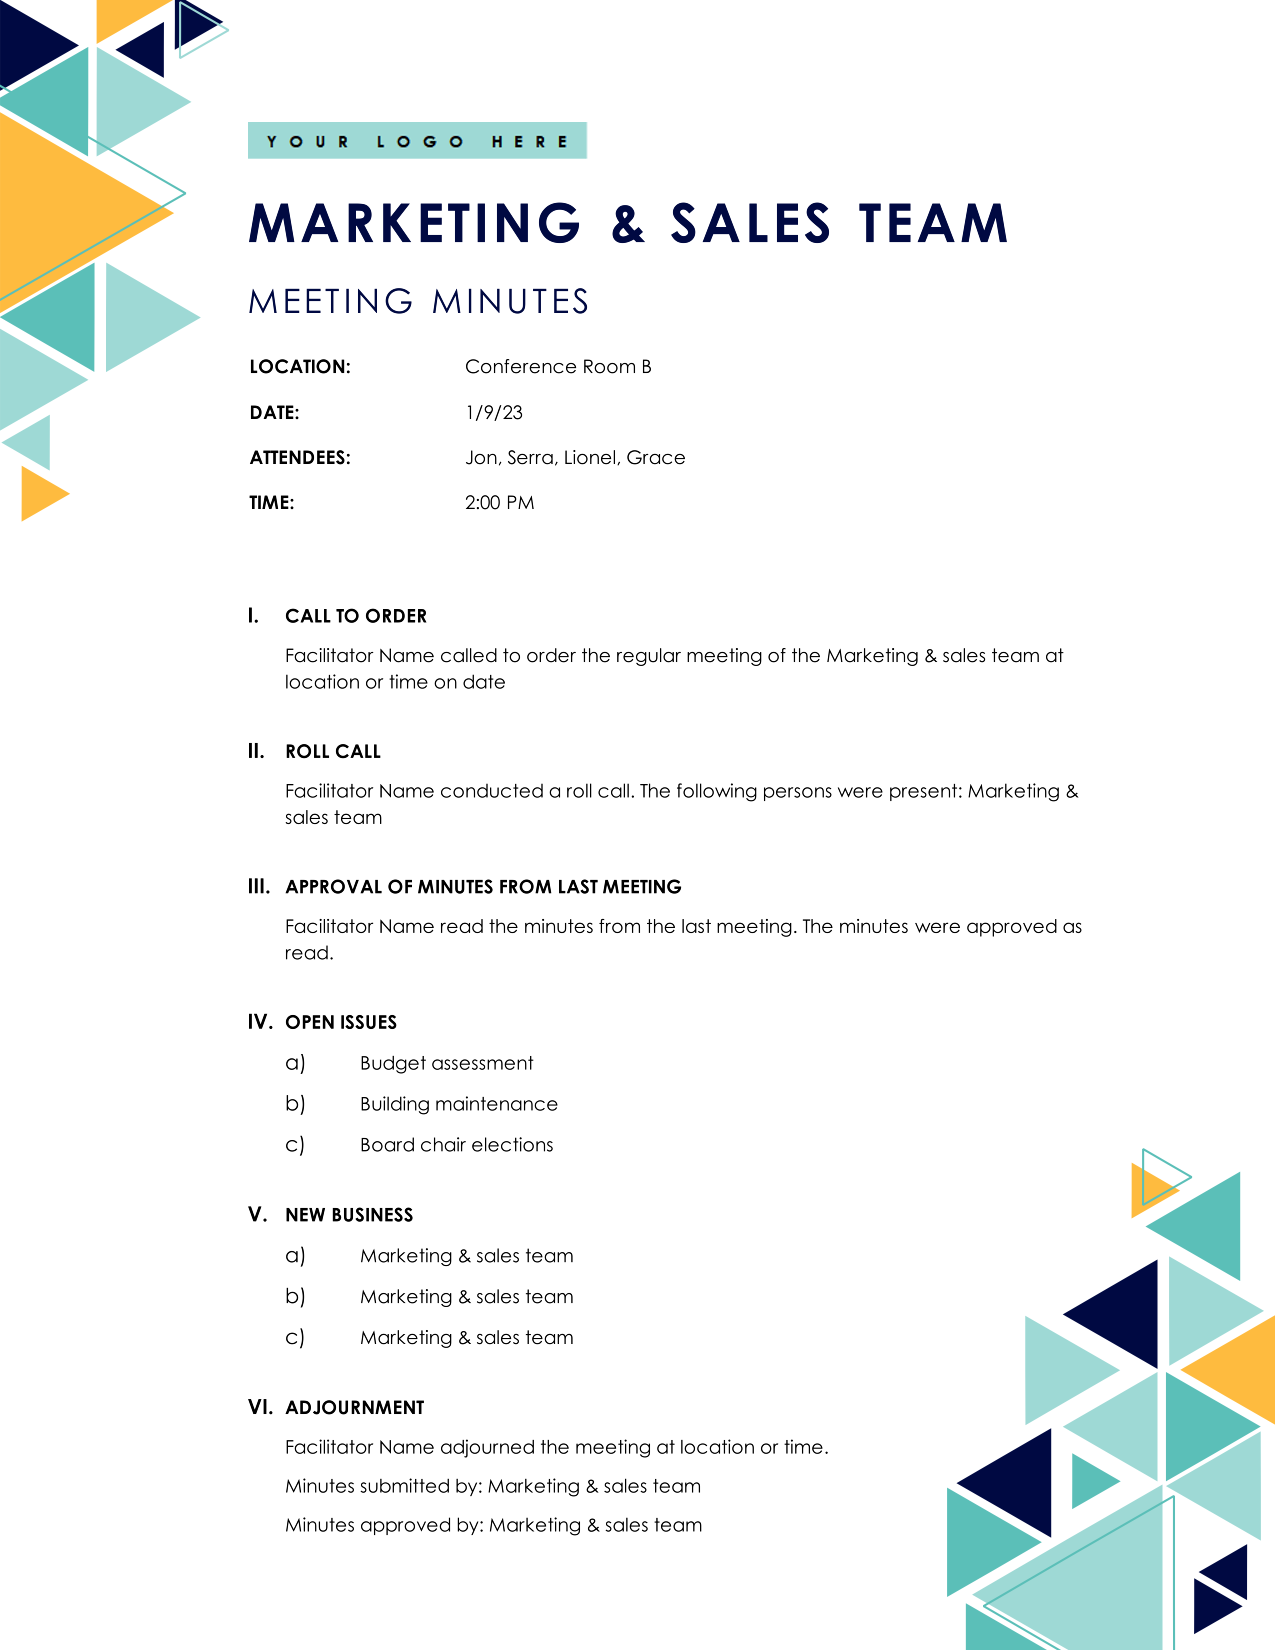 YOUR LOGO HERE
MARKETING & SALES TEAM
MEETING MINUTES
LOCATION: Conference Room B
DATE: 1/9/23
ATTENDEES: Jon, Serra, Lionel, Grace
TIME: 2:00 PM
I. CALL TO ORDER
Facilitator Name called to order the regular meeting of the Marketing & sales team at
location or time on date
II. ROLL CALL
Facilitator Name conducted a roll call. The following persons were present: Marketing &
sales team
III. APPROVAL OF MINUTES FROM LAST MEETING
Facilitator Name read the minutes from the last meeting. The minutes were approved as
read.
IV. OPEN ISSUES
a) Budget assessment
b) Building maintenance
c) Board chair elections
V. NEW BUSINESS
a) Marketing & sales team
b) Marketing & sales team
c) Marketing & sales team
VI. ADJOURNMENT
Facilitator Name adjourned the meeting at location or time.
Minutes submitted by: Marketing & sales team
Minutes approved by: Marketing & sales team